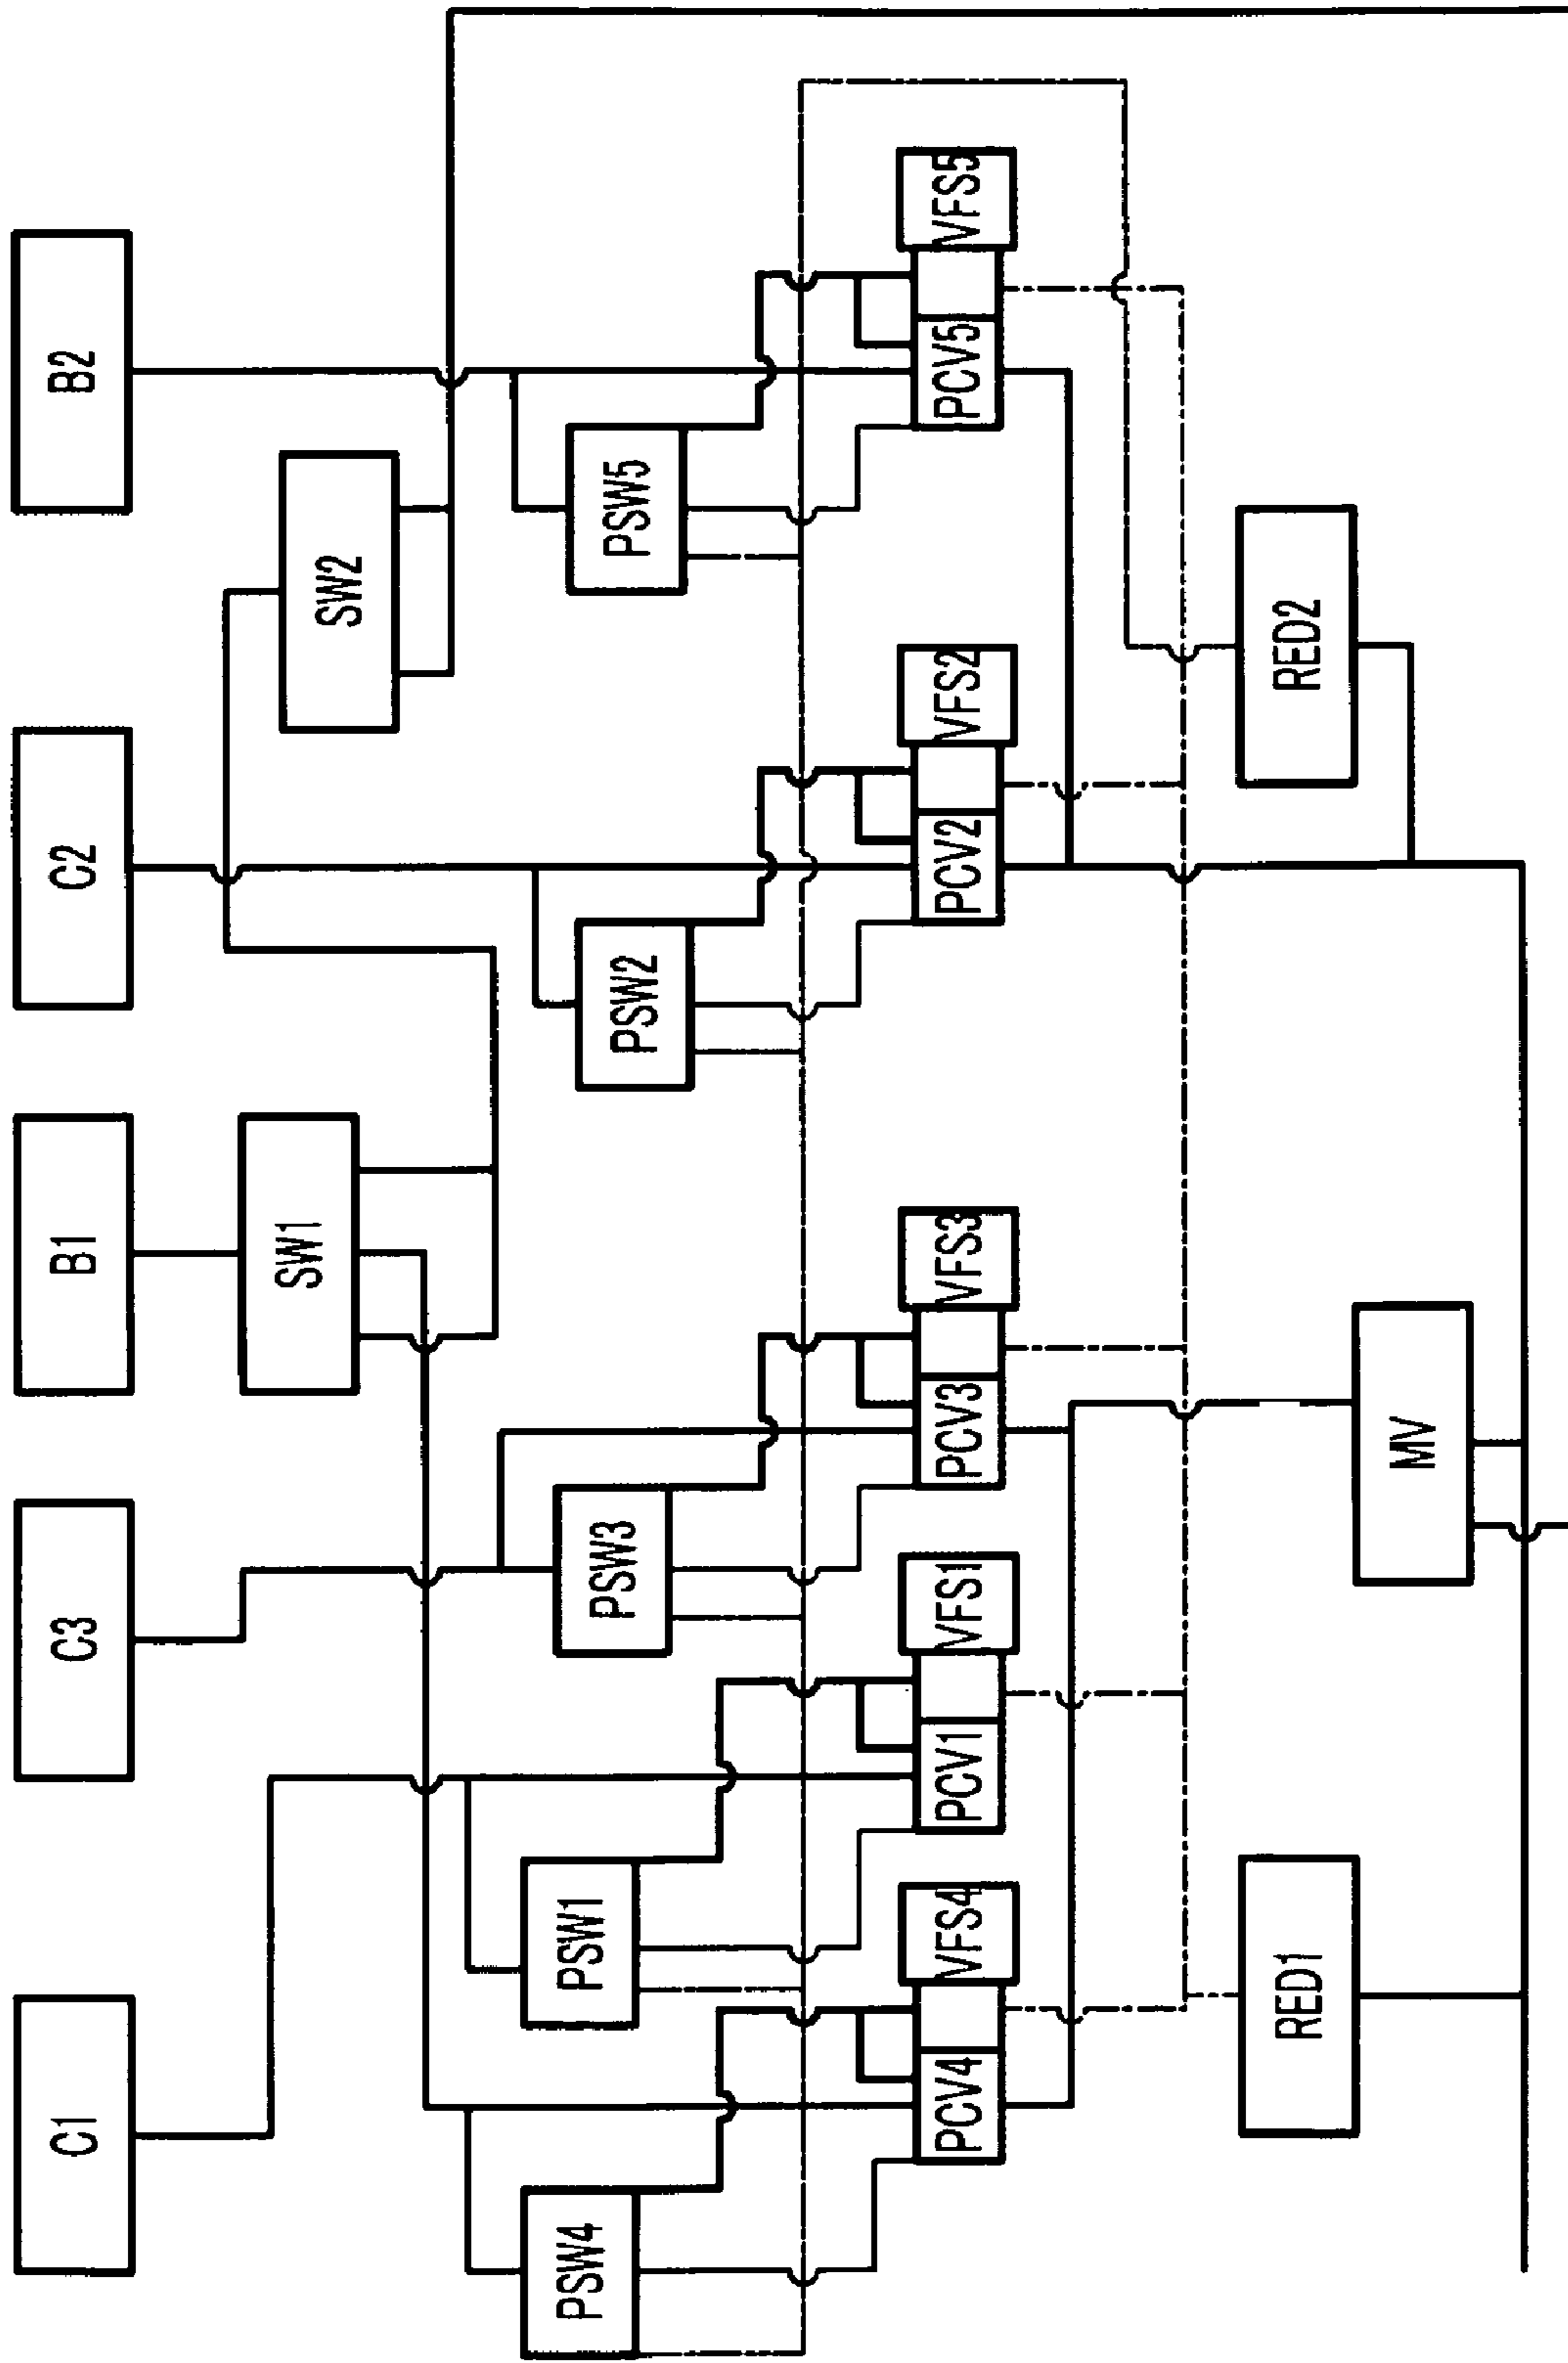 C1
C3
B1
C2
B2
SW1
SW2
PSW4
PSW1
PSW3
PSW2
PSW5
PCV4
VFS4
PCV1
VFS1
PCV3
VFS3
PCV2
VFS2
PCV5
VFS5
RED1
MV
RED2